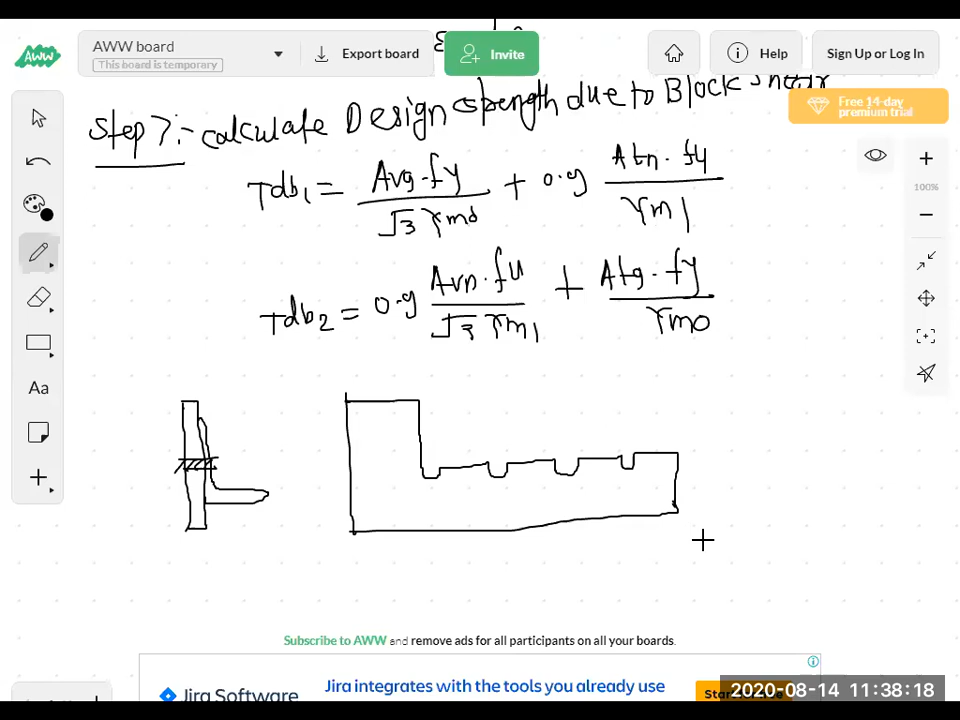 AWW board
This board is temporary
Export board
Invite
Help
Sign Up or Log In
Free 14-day
premium trial
Step 7:- calculate Design strength due to Block shear
Tdb1 = Avg.fy / √3 γm0 + 0.9 Atn.fy / γm1
Tdb2 = 0.9 Avn.fu / √3 γm1 + Atg.fy / γm0
100%
Aa
Subscribe to AWW and remove ads for all participants on all your boards.
Jira Software
Jira integrates with the tools you already use
2020-08-14 11:38:18